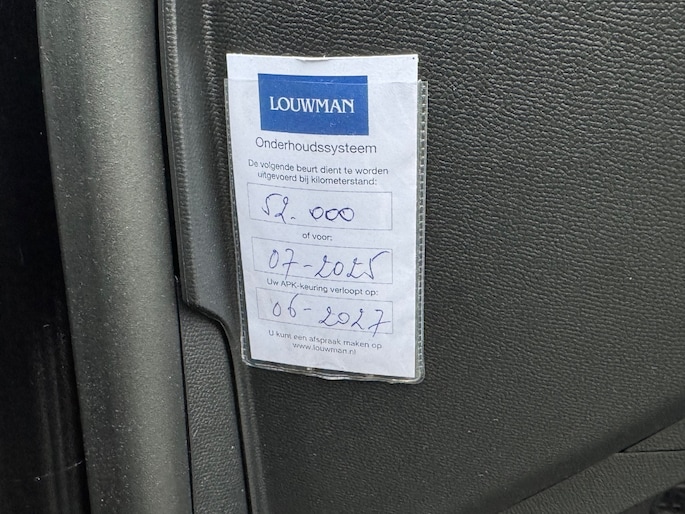 LOUWMAN
Onderhoudssysteem
De volgende beurt dient te worden
uitgevoerd bij kilometerstand:
52.000
of voor:
07-2025
Uw APK-keuring verloopt op:
06-2027
U kunt een afspraak maken op
www.louwman.nl